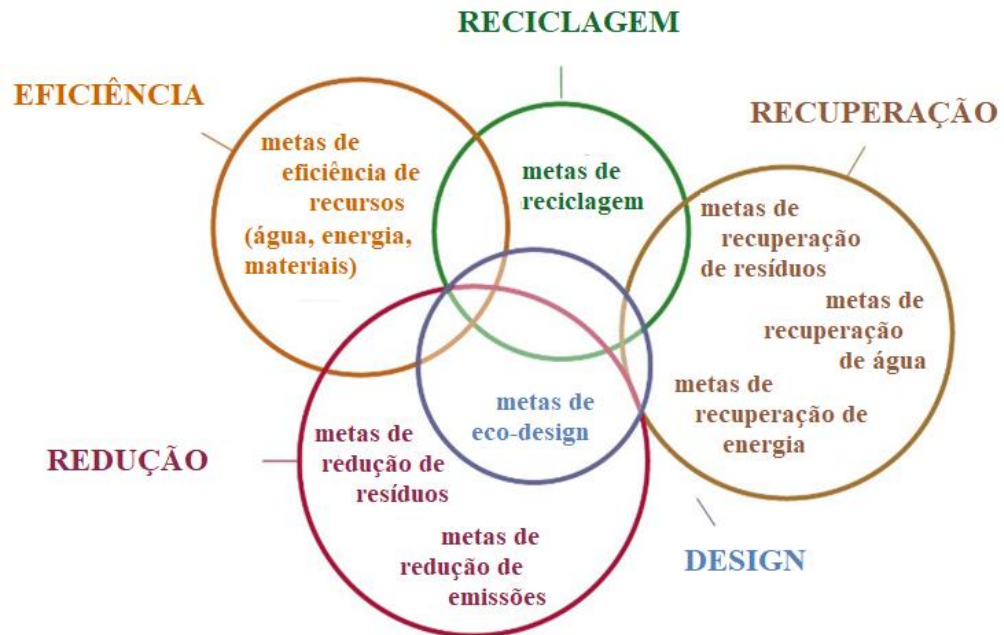 RECICLAGEM
EFICIÊNCIA
RECUPERAÇÃO
metas de
eficiência de
recursos
(água, energia,
materiais)
metas de
reciclagem
metas de
recuperação
de resíduos
metas de
recuperação
de água
metas de
recuperação de
energia
metas de
eco-design
REDUÇÃO
metas de
redução de
resíduos
metas de
redução de
emissões
DESIGN